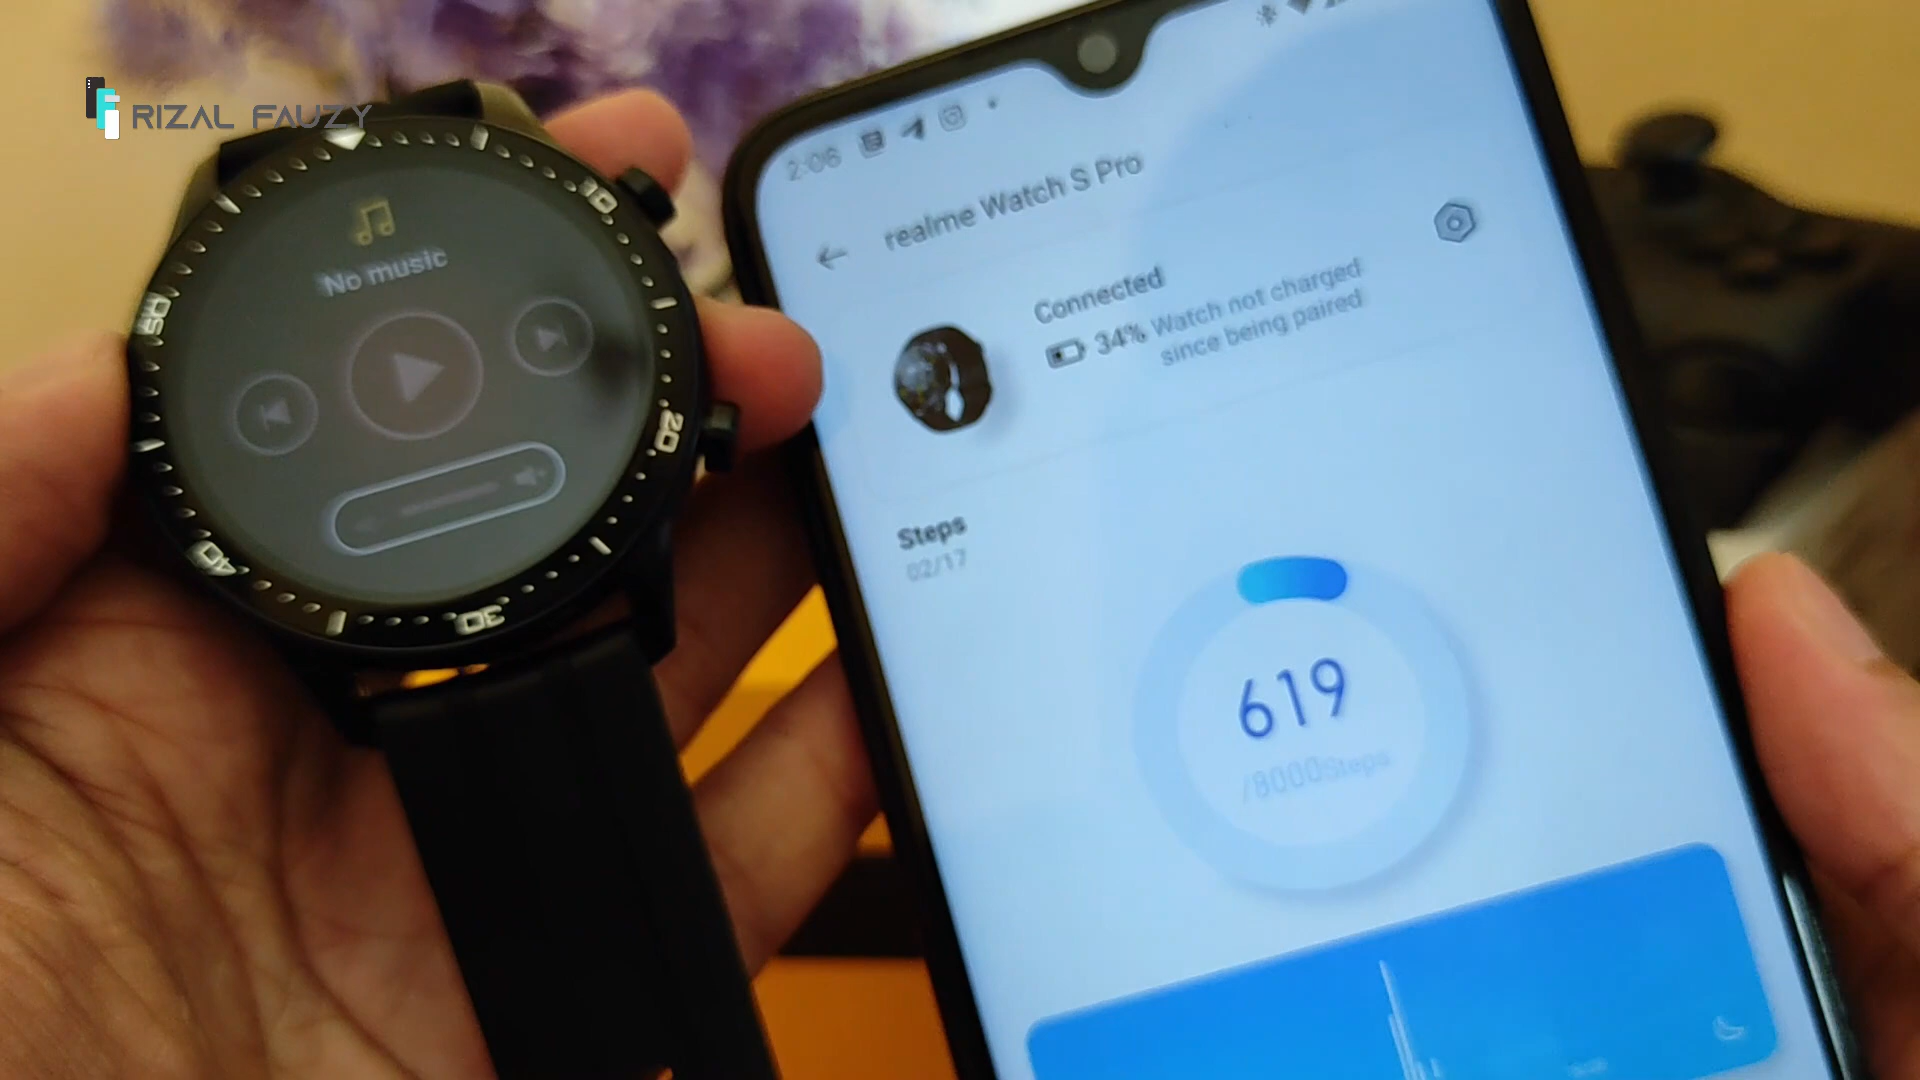 RIZAL FAUZY
10
20
30
40
50
No music
2:06
realme Watch S Pro
Connected
34% Watch not charged
since being paired
Steps
02/17
619
/8000Steps